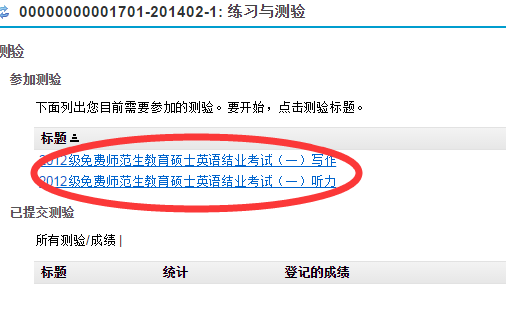 00000000001701-201402-1: 练习与测验
测验
参加测验
下面列出您目前需要参加的测验。要开始，点击测验标题。
标题
2012级免费师范生教育硕士英语结业考试（一）写作
2012级免费师范生教育硕士英语结业考试（一）听力
已提交测验
所有测验/成绩 |
标题 统计 登记的成绩